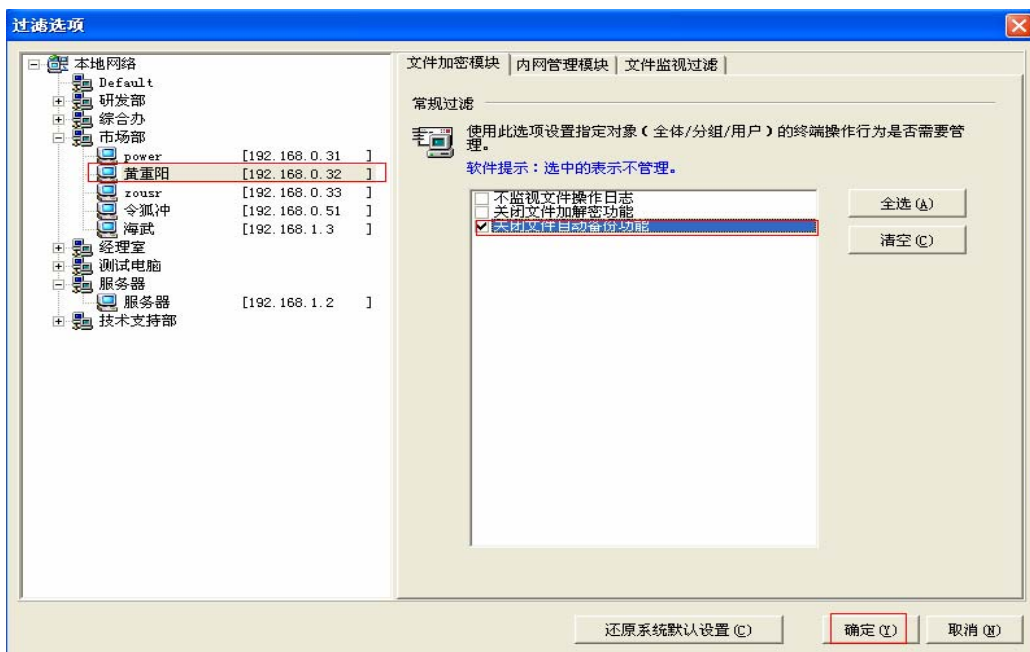 过滤选项
本地网络
Default
研发部
综合办
市场部
power [192.168.0.31 ]
黄重阳 [192.168.0.32 ]
zousr [192.168.0.33 ]
令狐冲 [192.168.0.51 ]
海武 [192.168.1.3 ]
经理室
测试电脑
服务器
服务器 [192.168.1.2 ]
技术支持部
文件加密模块 内网管理模块 文件监视过滤
常规过滤
使用此选项设置指定对象(全体/分组/用户)的终端操作行为是否需要管
理。
软件提示:选中的表示不管理。
不监视文件操作日志
关闭文件加解密功能
关闭文件自动备份功能
全选(A)
清空(C)
还原系统默认设置(C)
确定(Y)
取消(N)